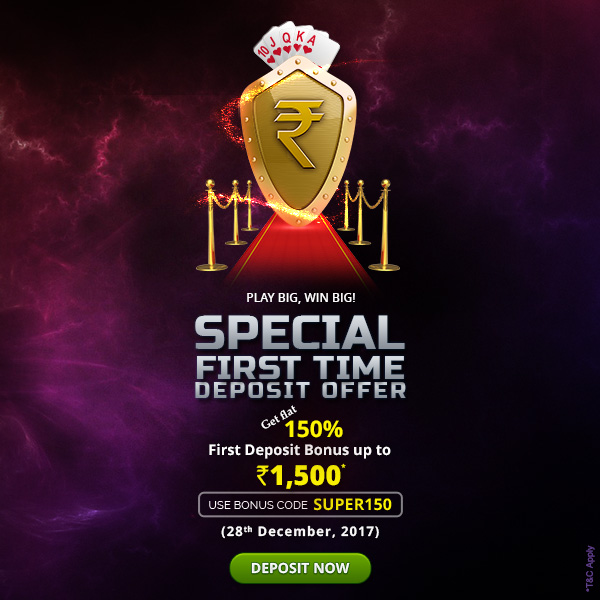 10 J Q K A
₹
PLAY BIG, WIN BIG!
SPECIAL
FIRST TIME
DEPOSIT OFFER
Get flat
150%
First Deposit Bonus up to
₹1,500*
USE BONUS CODE SUPER150
(28th December, 2017)
DEPOSIT NOW
*T&C Apply